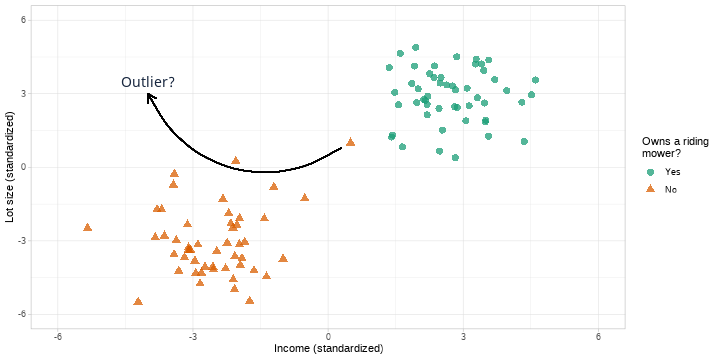 6
3
0
-3
-6
Lot size (standardized)
Outlier?
-6
-3
0
3
6
Income (standardized)
Owns a riding
mower?
Yes
No